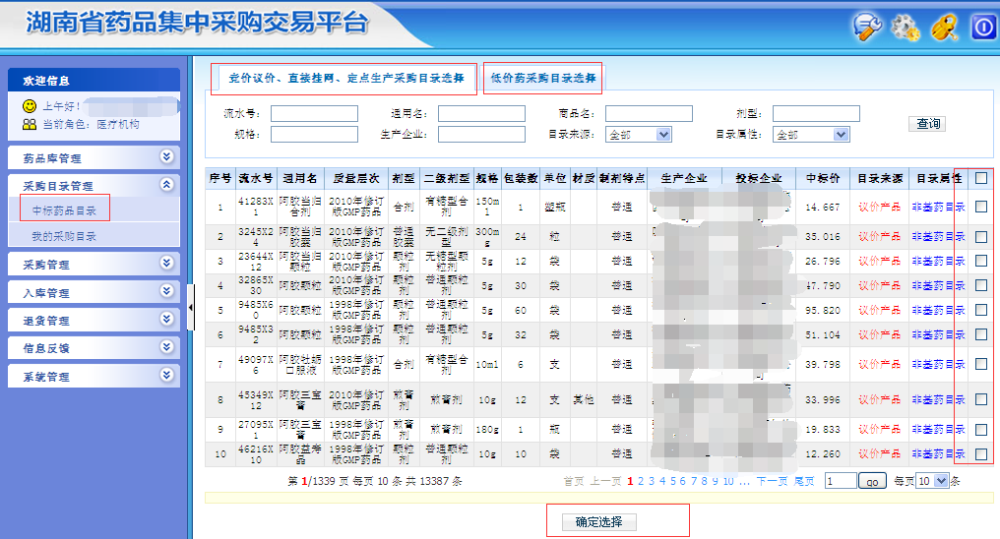 湖南省药品集中采购交易平台
欢迎信息
上午好!
当前角色: 医疗机构
药品库管理
采购目录管理
中标药品目录
我的采购目录
采购管理
入库管理
退货管理
信息反馈
系统管理
竞价议价、直接挂网、定点生产采购目录选择 低价药采购目录选择
流水号: 通用名: 商品名: 剂型:
规格: 生产企业: 目录来源: 全部 目录属性: 全部
查询
序号 流水号 通用名 质量层次 剂型 二级剂型 规格 包装数 单位 材质 制剂特点 生产企业 投标企业 中标价 目录来源 目录属性
1 41283X1 阿胶当归合剂 2010年修订版GMP药品 合剂 有糖型合剂 150ml 1 塑瓶 普通 14.667 议价产品 非基药目录
2 3245X24 阿胶当归胶囊 2010年修订版GMP药品 普通胶囊 无二级剂型 300mg 24 粒 普通 35.016 议价产品 非基药目录
3 23644X12 阿胶当归颗粒 2010年修订版GMP药品 颗粒剂 无糖型颗粒剂 5g 12 袋 普通 26.796 议价产品 非基药目录
4 32865X30 阿胶颗粒 2010年修订版GMP药品 颗粒剂 普通颗粒剂 5g 30 袋 普通 47.790 议价产品 非基药目录
5 9485X60 阿胶颗粒 1998年修订版GMP药品 颗粒剂 普通颗粒剂 5g 60 袋 普通 95.820 议价产品 非基药目录
6 9485X32 阿胶颗粒 1998年修订版GMP药品 颗粒剂 普通颗粒剂 5g 32 袋 普通 51.104 议价产品 非基药目录
7 49097X6 阿胶牡蛎口服液 1998年修订版GMP药品 合剂 有糖型合剂 10ml 6 支 普通 39.798 议价产品 非基药目录
8 45349X12 阿胶三宝膏 2010年修订版GMP药品 煎膏剂 煎膏剂 10g 12 支 其他 普通 33.996 议价产品 非基药目录
9 27095X1 阿胶三宝膏 1998年修订版GMP药品 煎膏剂 煎膏剂 180g 1 瓶 普通 19.833 议价产品 非基药目录
10 46216X10 阿胶益寿晶 1998年修订版GMP药品 颗粒剂 普通颗粒剂 10g 10 袋 普通 12.260 议价产品 非基药目录
第 1/1339 页 每页 10 条 共 13387 条 首页 上一页 1 2 3 4 5 6 7 8 9 10 ... 下一页 尾页 1 go 每页 10 条
确定选择